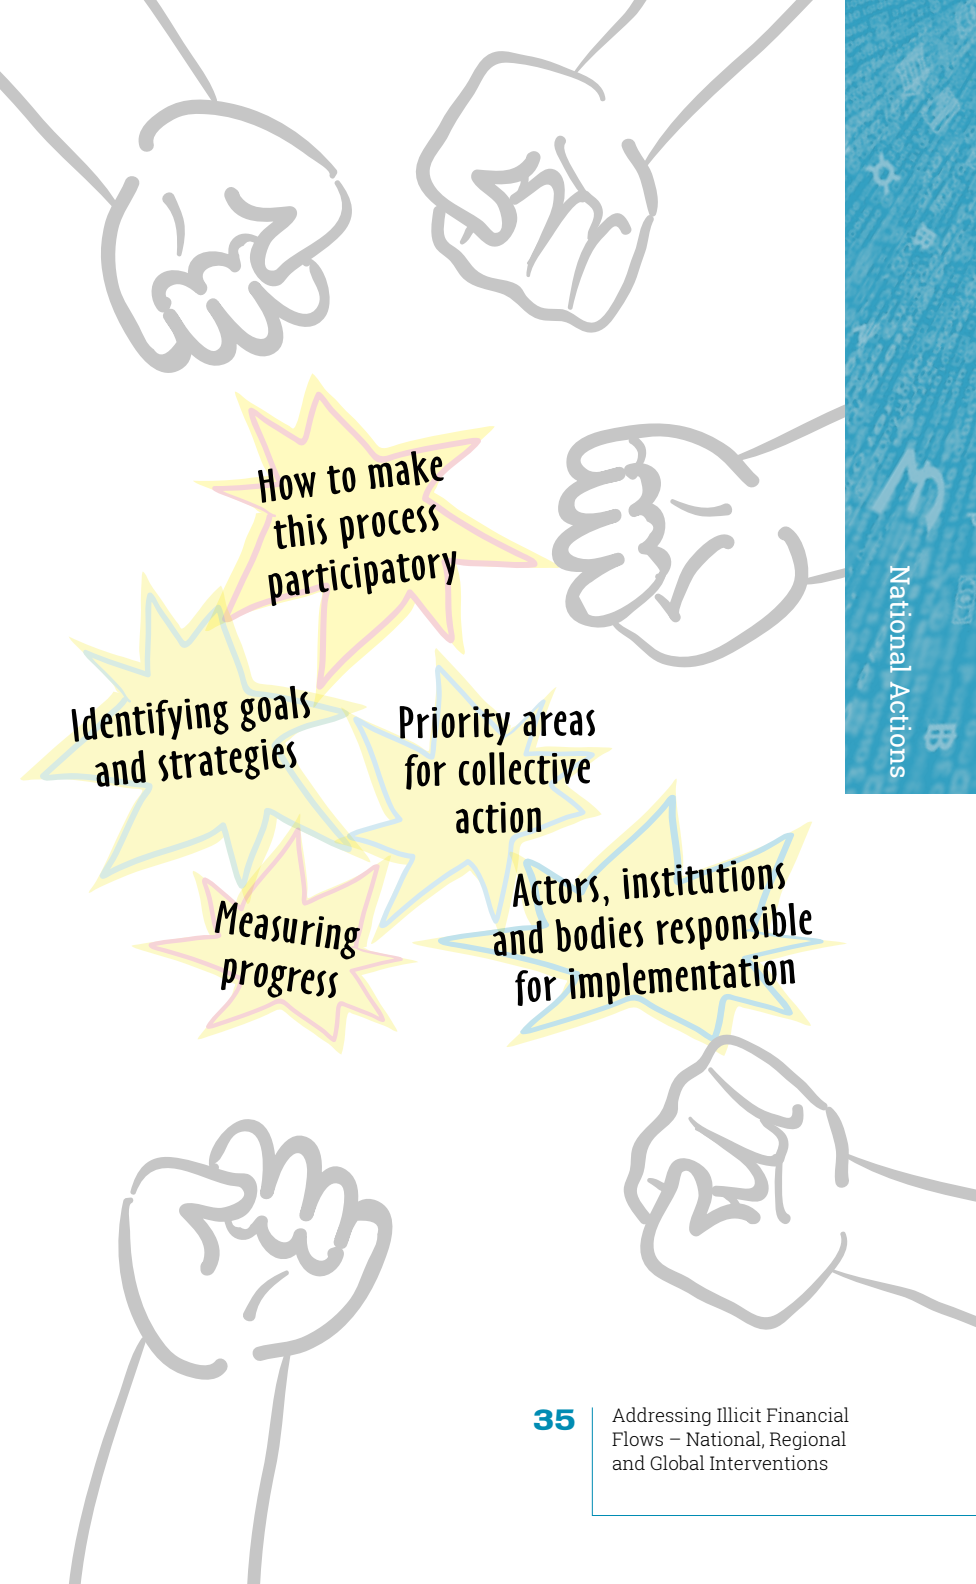 How to make
this process
participatory
Identifying goals
and strategies
Priority areas
for collective
action
Actors, institutions
and bodies responsible
for implementation
Measuring
progress
National Actions
35
Addressing Illicit Financial
Flows – National, Regional
and Global Interventions